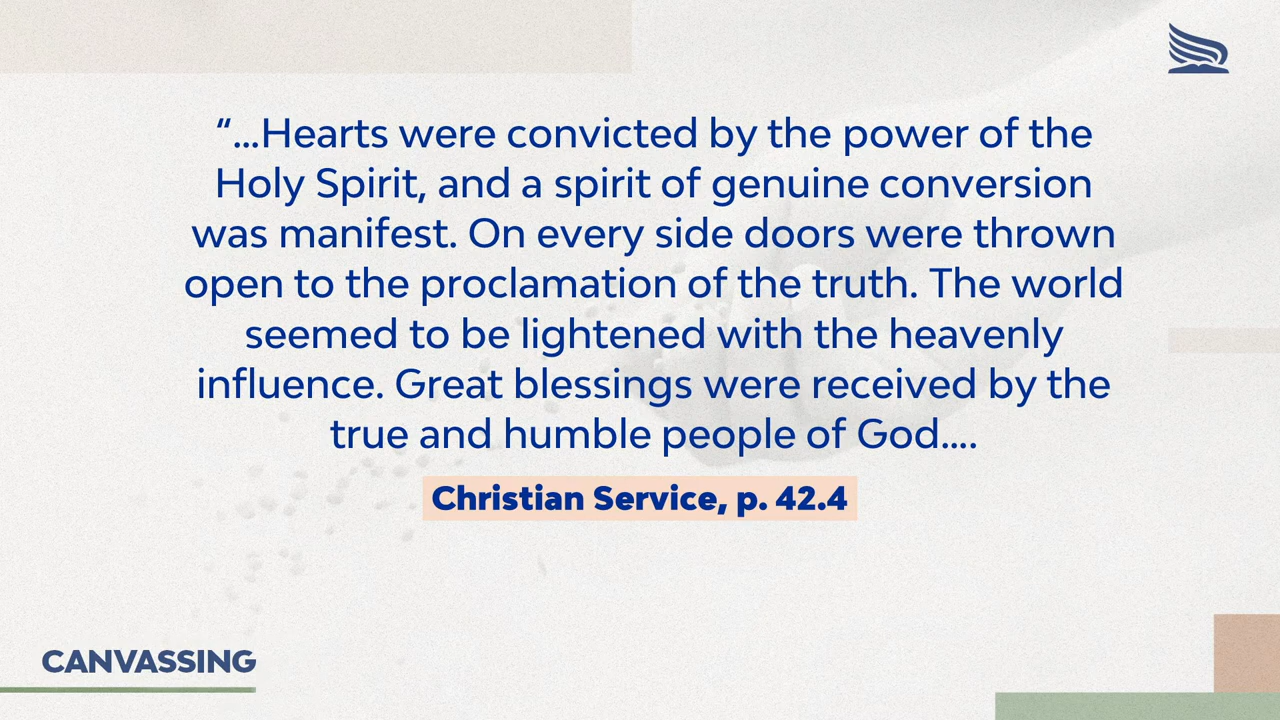 “...Hearts were convicted by the power of the
Holy Spirit, and a spirit of genuine conversion
was manifest. On every side doors were thrown
open to the proclamation of the truth. The world
seemed to be lightened with the heavenly
influence. Great blessings were received by the
true and humble people of God....
Christian Service, p. 42.4
CANVASSING